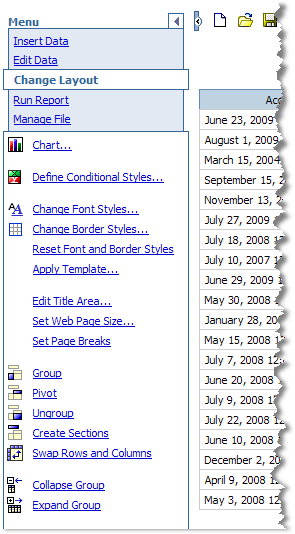 Menu
Insert Data
Edit Data
Change Layout
Run Report
Manage File
Chart...
Define Conditional Styles...
Change Font Styles...
Change Border Styles...
Reset Font and Border Styles
Apply Template...
Edit Title Area...
Set Web Page Size...
Set Page Breaks
Group
Pivot
Ungroup
Create Sections
Swap Rows and Columns
Collapse Group
Expand Group
Acc
June 23, 2009
August 1, 2009
March 15, 2004,
September 15,
November 13,
July 27, 2009
July 18, 2008 1
July 10, 2007 1
June 29, 2009 1
May 30, 2008
January 28,
May 15, 2008 1
July 7, 2008 12:
June 20, 2008
July 9, 2008 12
July 22, 2008
June 10, 2008
December 2,
April 9, 2008 1
May 3, 2008 12